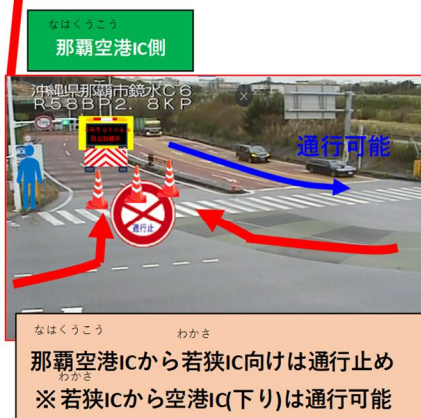 なはくうこう
那覇空港IC側
沖縄県那覇市鏡水C6
R58BP2.8KP
通行可能
通行止
なはくうこう わかさ
那覇空港ICから若狭IC向けは通行止め
わかさ
※若狭ICから空港IC(下り)は通行可能